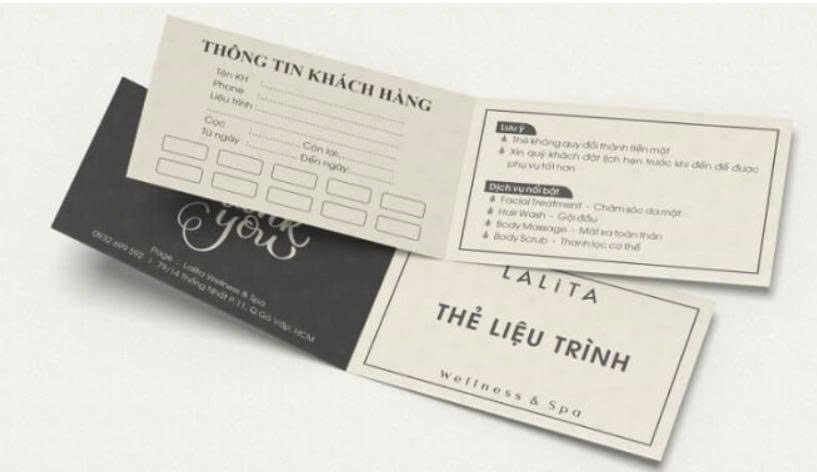 THÔNG TIN KHÁCH HÀNG
Tên KH
Phone
Liệu trình
Cọc
Còn lại:
Từ ngày
Đến ngày:
Lưu ý
Thẻ không quy đổi thành tiền mặt
Xin quý khách đặt lịch hẹn trước khi đến để được
phụ vụ tốt hơn
Dịch vụ nổi bật
Facial Treatment - Chăm sóc da mặt
Hair Wash - Gội đầu
Body Massage - Mát xa toàn thân
Body Scrub - Thanh lọc cơ thể
you
Page : Lalita Wellness & Spa
0932 699 692 | 79/14 Thống Nhất P.11, Q.Gò Vấp, HCM
LALITA
THẺ LIỆU TRÌNH
Wellness & Spa